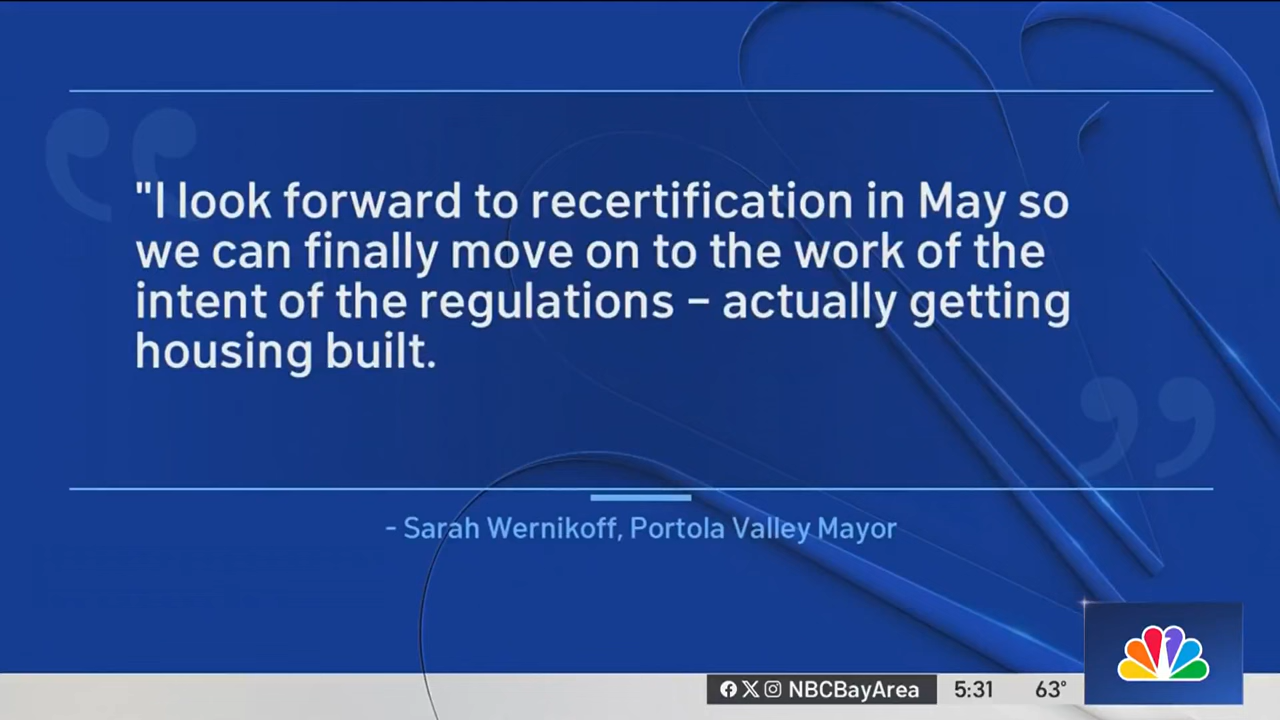 "I look forward to recertification in May so
we can finally move on to the work of the
intent of the regulations – actually getting
housing built.
- Sarah Wernikoff, Portola Valley Mayor
NBCBayArea 5:31 63°